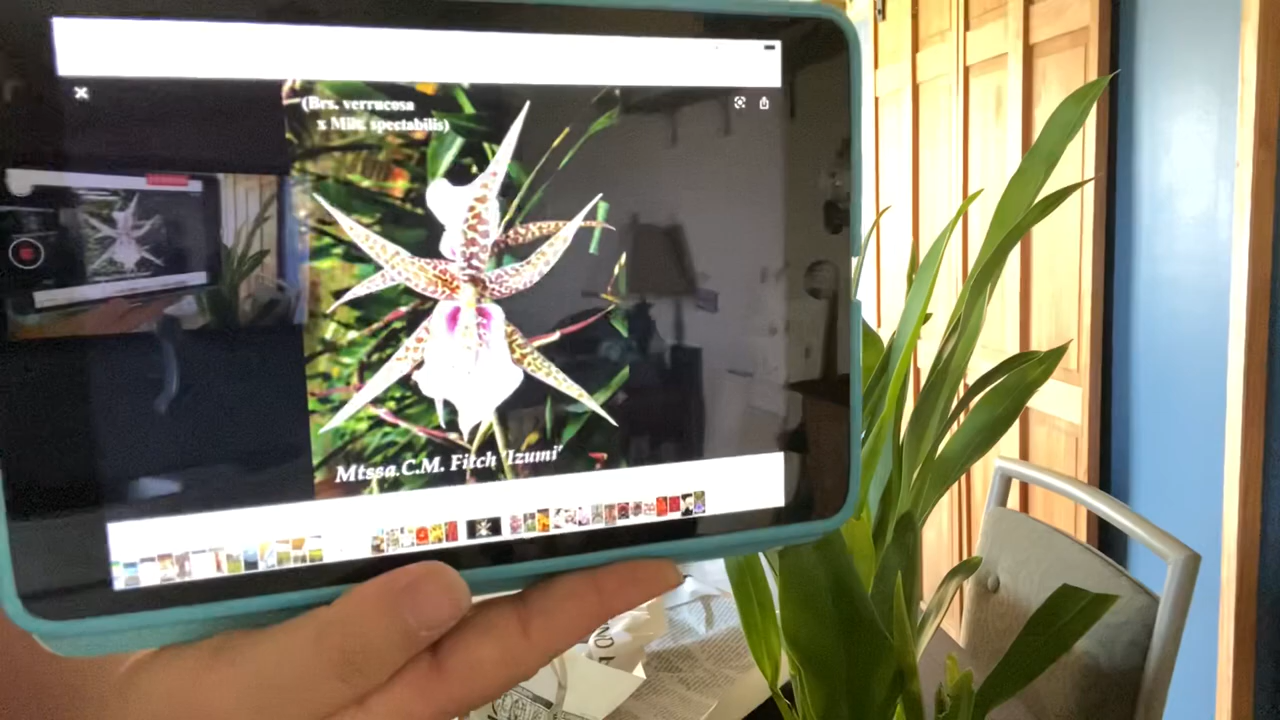 (Brs. verrucosa
x Milt. spectabilis)
Mtssa.C.M. Fitch 'Izumi'